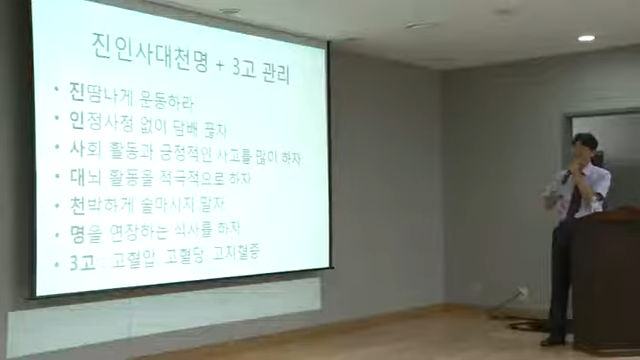 진인사대천명 + 3고 관리
• 진땀나게 운동하라
• 인정사정 없이 담배 끊자
• 사회 활동과 긍정적인 사고를 많이 하자
• 대뇌 활동을 적극적으로 하자
• 천박하게 술마시지 말자
• 명을 연장하는 식사를 하자
• 3고 : 고혈압 고혈당 고지혈증